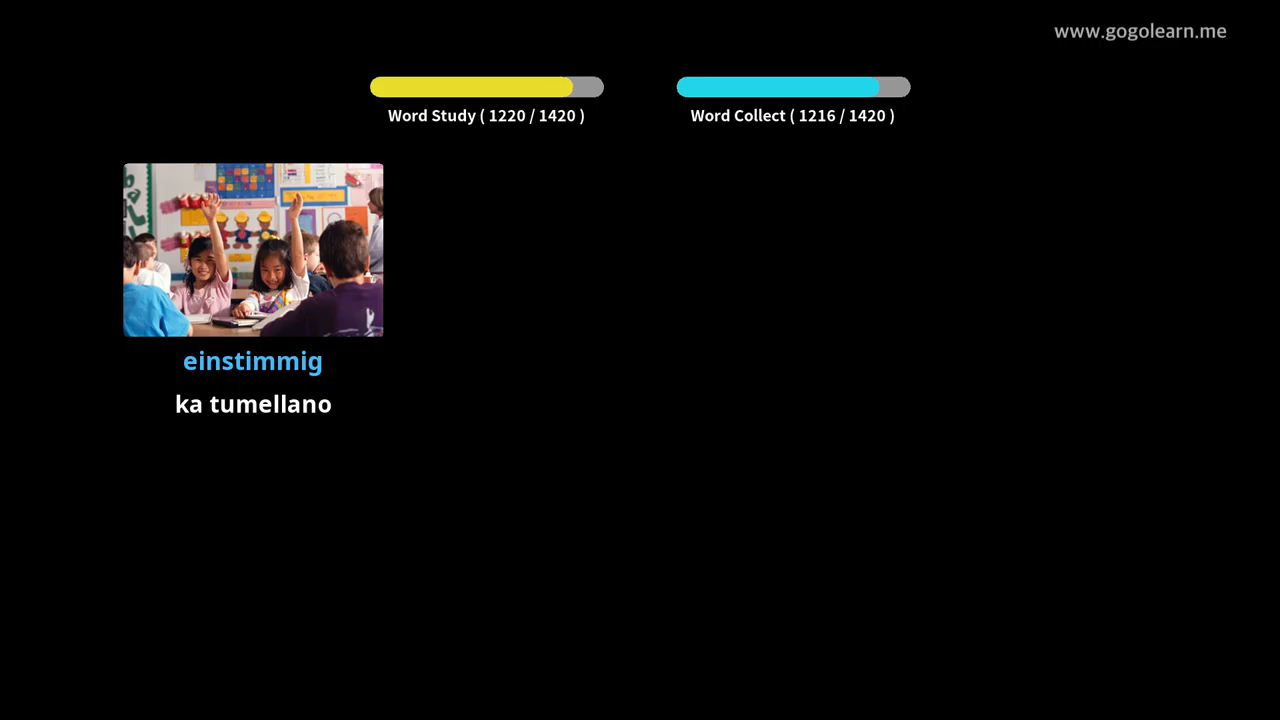 www.gogolearn.me
Word Study ( 1220 / 1420 )
Word Collect ( 1216 / 1420 )
einstimmig
ka tumellano